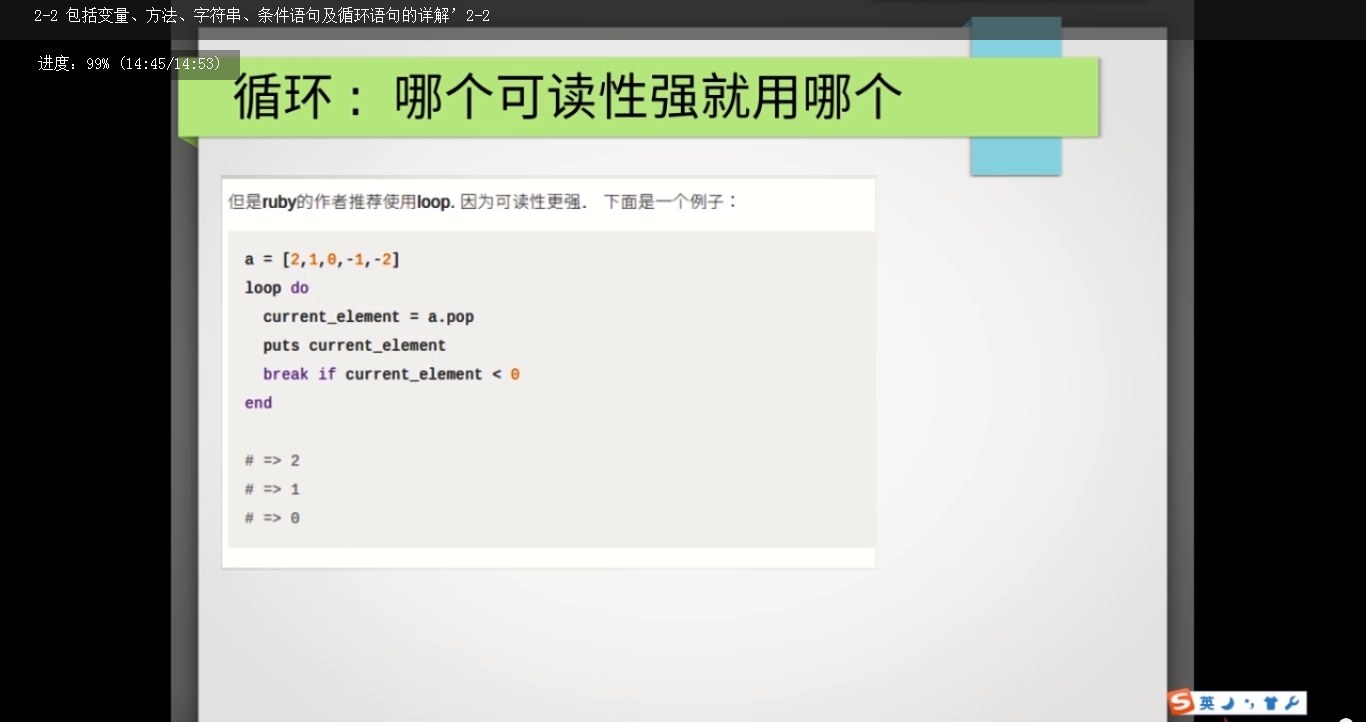 2-2 包括变量、方法、字符串、条件语句及循环语句的详解’2-2
进度: 99% (14:45/14:53)
循环：哪个可读性强就用哪个
但是ruby的作者推荐使用loop. 因为可读性更强. 下面是一个例子：
a = [2,1,0,-1,-2]
loop do
  current_element = a.pop
  puts current_element
  break if current_element < 0
end
# => 2
# => 1
# => 0
英